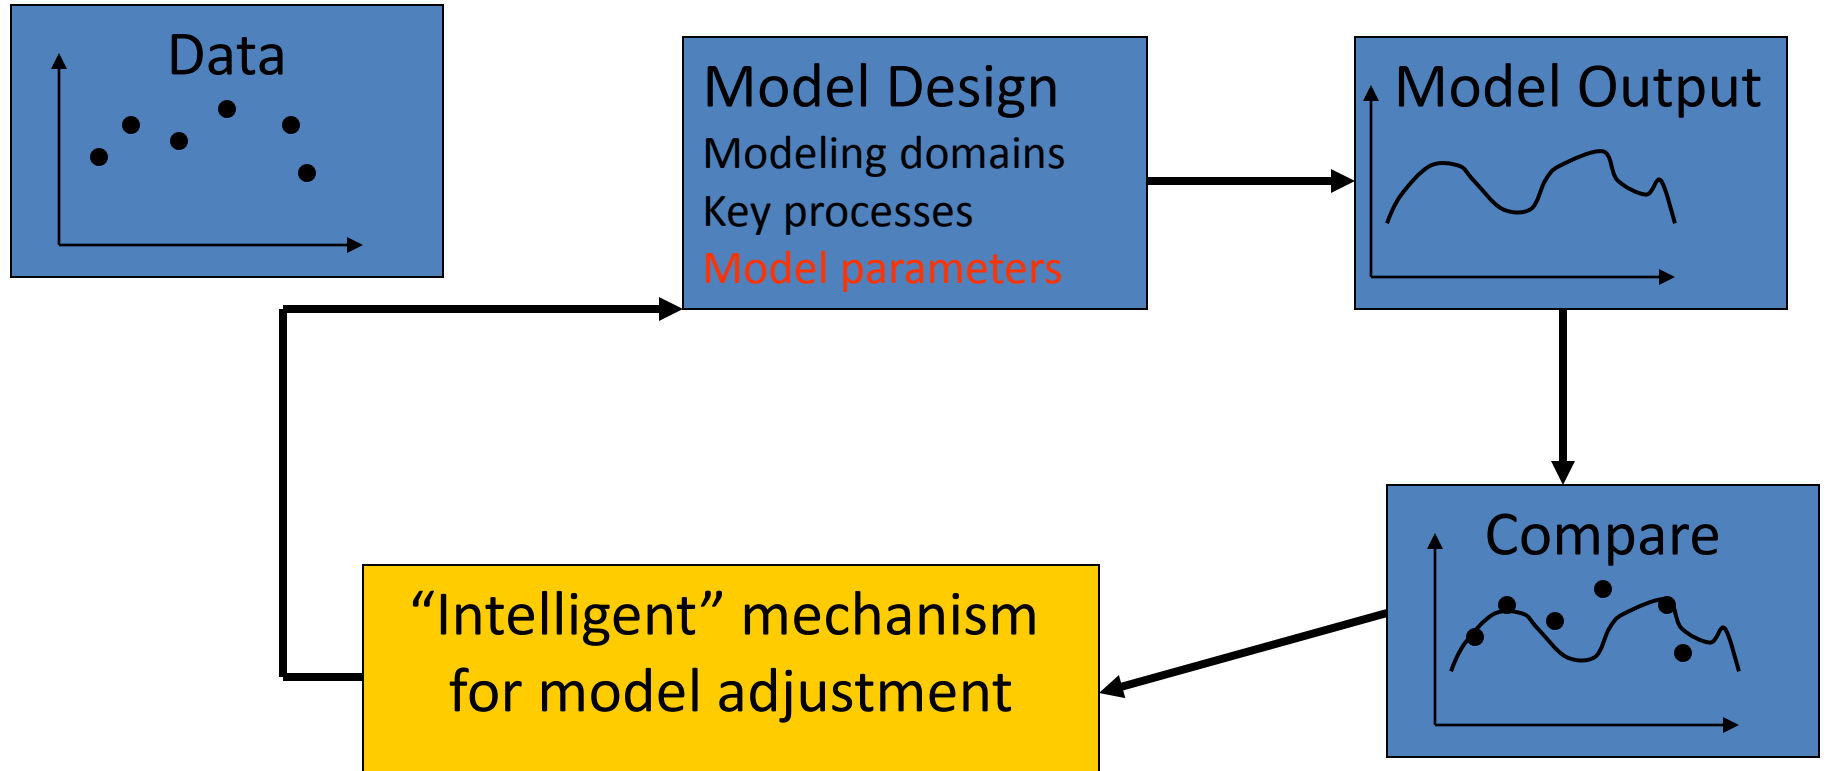 Data
Model Design
Modeling domains
Key processes
Model parameters
Model Output
Compare
“Intelligent” mechanism
for model adjustment